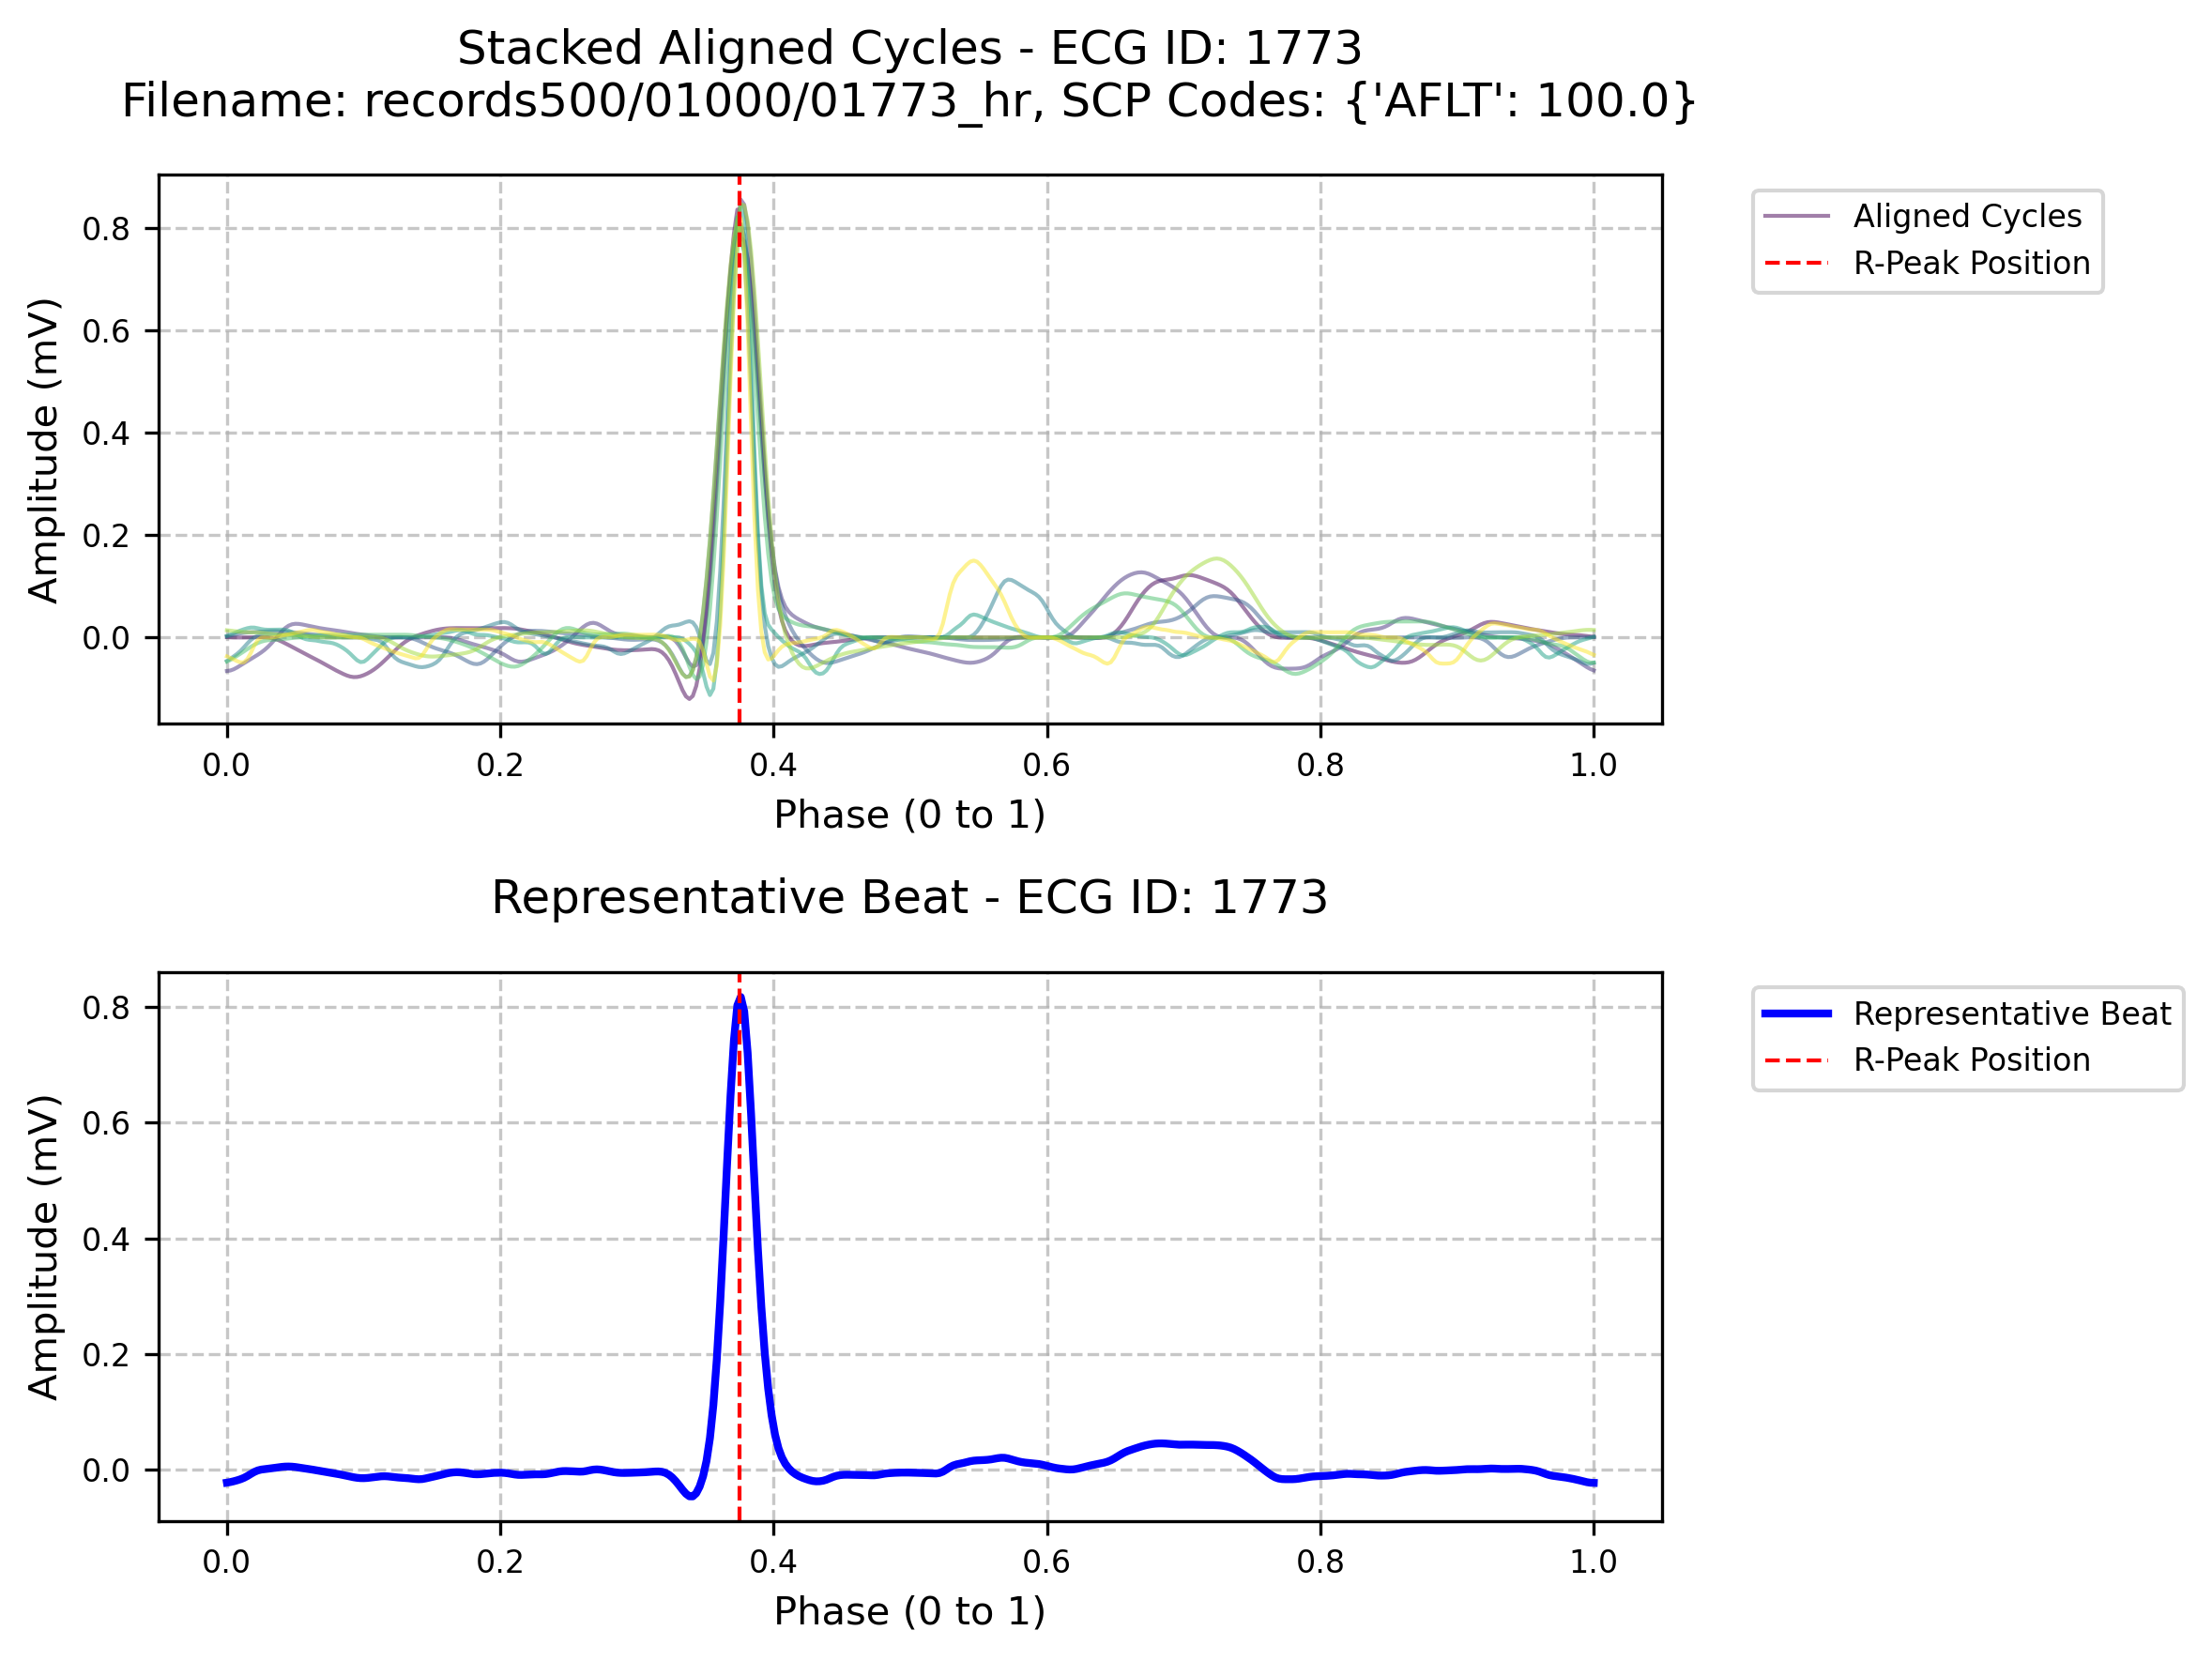 Stacked Aligned Cycles - ECG ID: 1773
Filename: records500/01000/01773_hr, SCP Codes: {'AFLT': 100.0}
Amplitude (mV)
0.8
0.6
0.4
0.2
0.0
0.0 0.2 0.4 0.6 0.8 1.0
Phase (0 to 1)
Aligned Cycles
R-Peak Position
Representative Beat - ECG ID: 1773
Amplitude (mV)
0.8
0.6
0.4
0.2
0.0
0.0 0.2 0.4 0.6 0.8 1.0
Phase (0 to 1)
Representative Beat
R-Peak Position